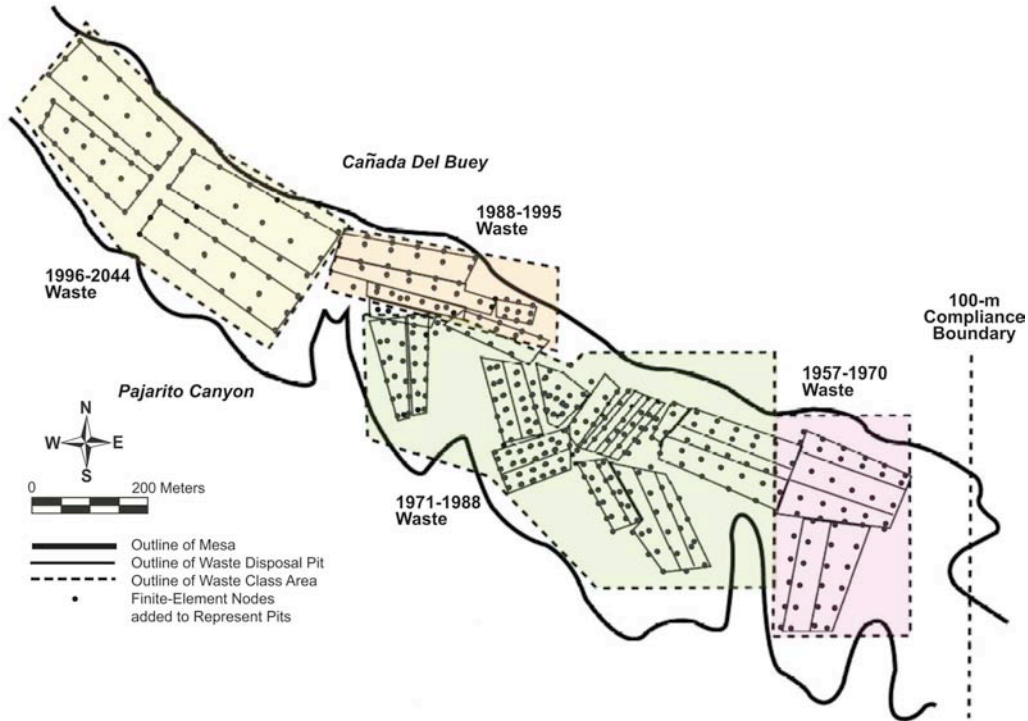 Cañada Del Buey
1988-1995
Waste
1996-2044
Waste
100-m
Compliance
Boundary
1957-1970
Waste
Pajarito Canyon
N
W
E
S
0
200 Meters
1971-1988
Waste
Outline of Mesa
Outline of Waste Disposal Pit
Outline of Waste Class Area
Finite-Element Nodes
added to Represent Pits